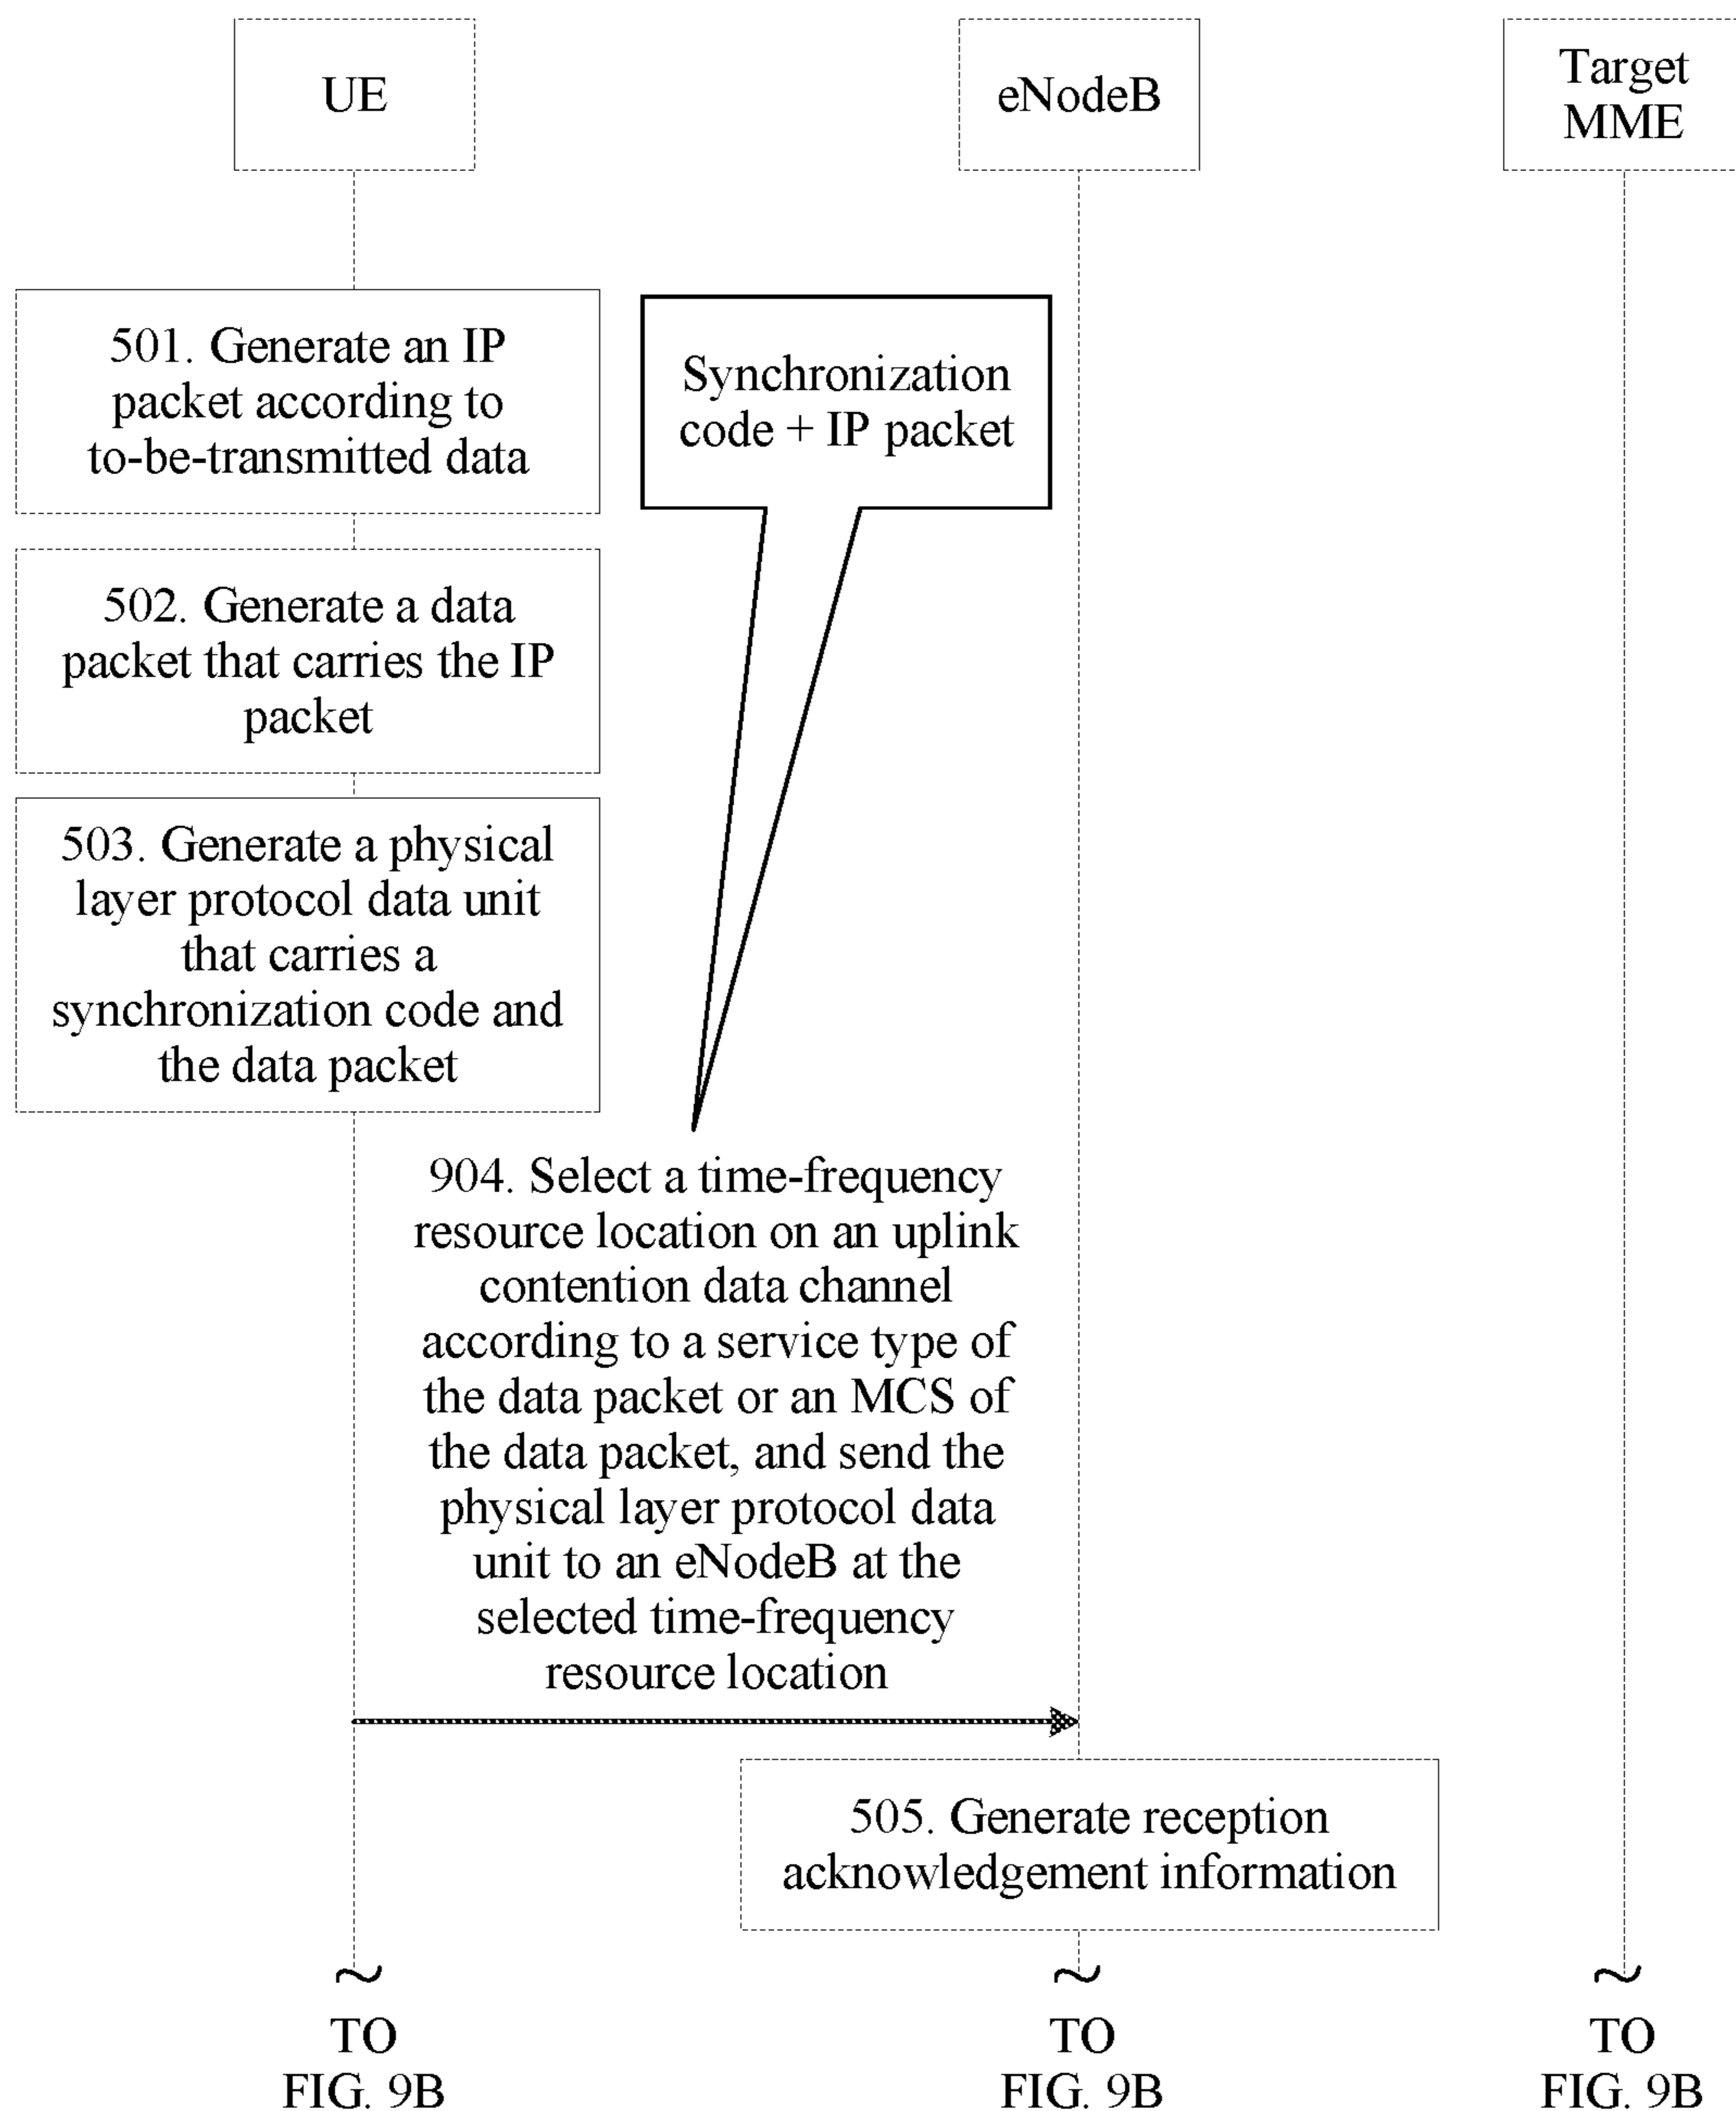 UE
eNodeB
Target
MME
501. Generate an IP
packet according to
to-be-transmitted data
Synchronization
code + IP packet
502. Generate a data
packet that carries the IP
packet
503. Generate a physical
layer protocol data unit
that carries a
synchronization code and
the data packet
904. Select a time-frequency
resource location on an uplink
contention data channel
according to a service type of
the data packet or an MCS of
the data packet, and send the
physical layer protocol data
unit to an eNodeB at the
selected time-frequency
resource location
505. Generate reception
acknowledgement information
TO
FIG. 9B
TO
FIG. 9B
TO
FIG. 9B